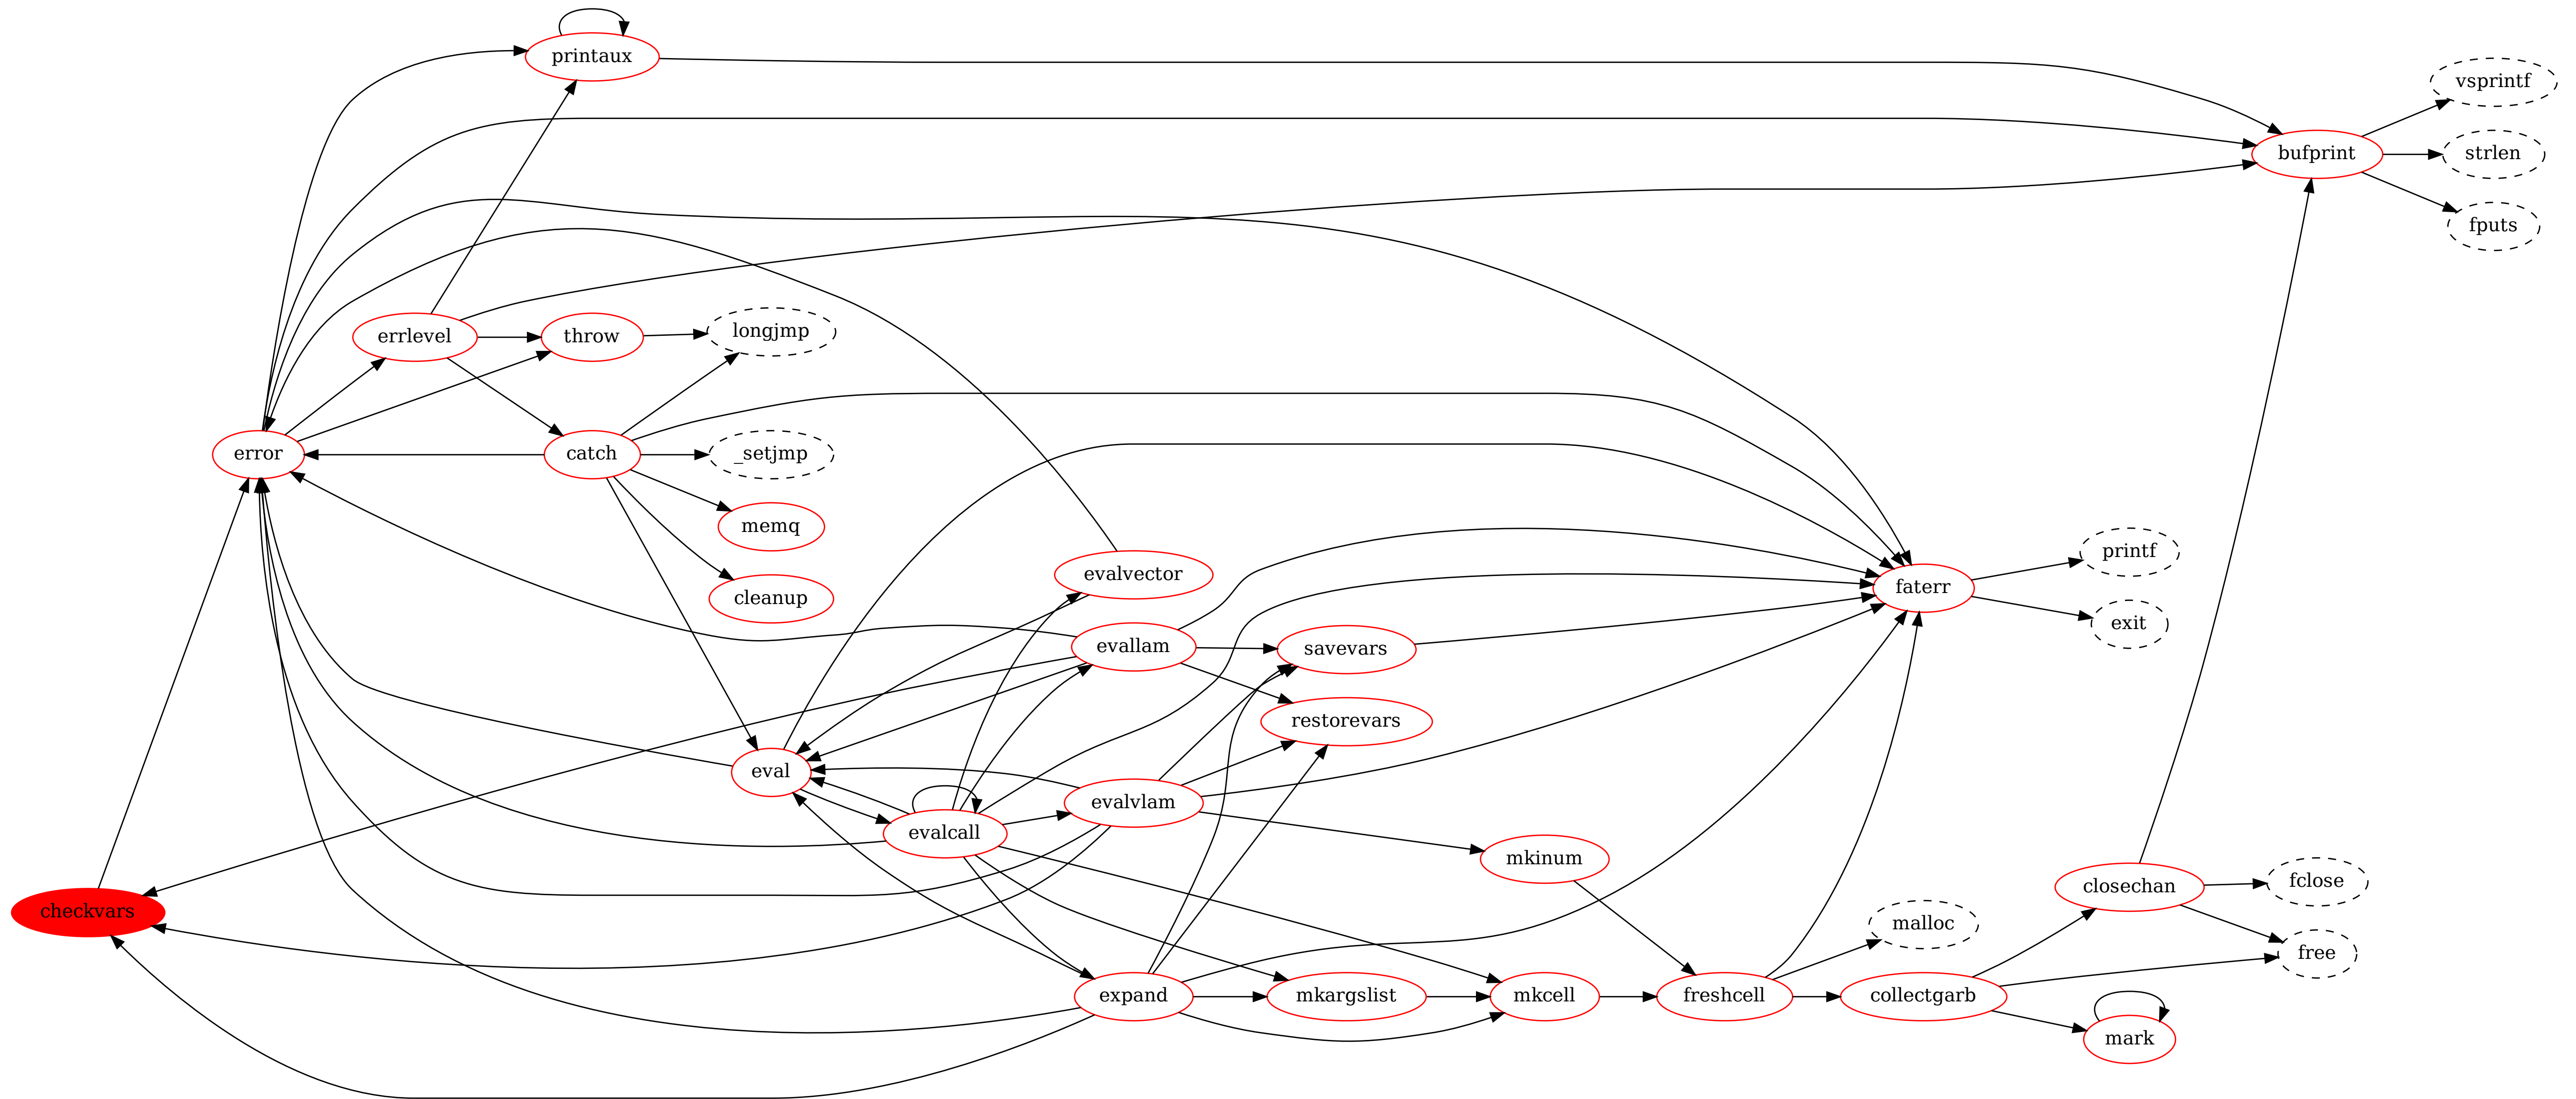 printaux
vsprintf
bufprint
strlen
fputs
errlevel
throw
longjmp
error
catch
_setjmp
memq
cleanup
evalvector
printf
faterr
exit
evallam
savevars
restorevars
eval
evalcall
evalvlam
mkinum
checkvars
closechan
fclose
malloc
free
expand
mkargslist
mkcell
freshcell
collectgarb
mark